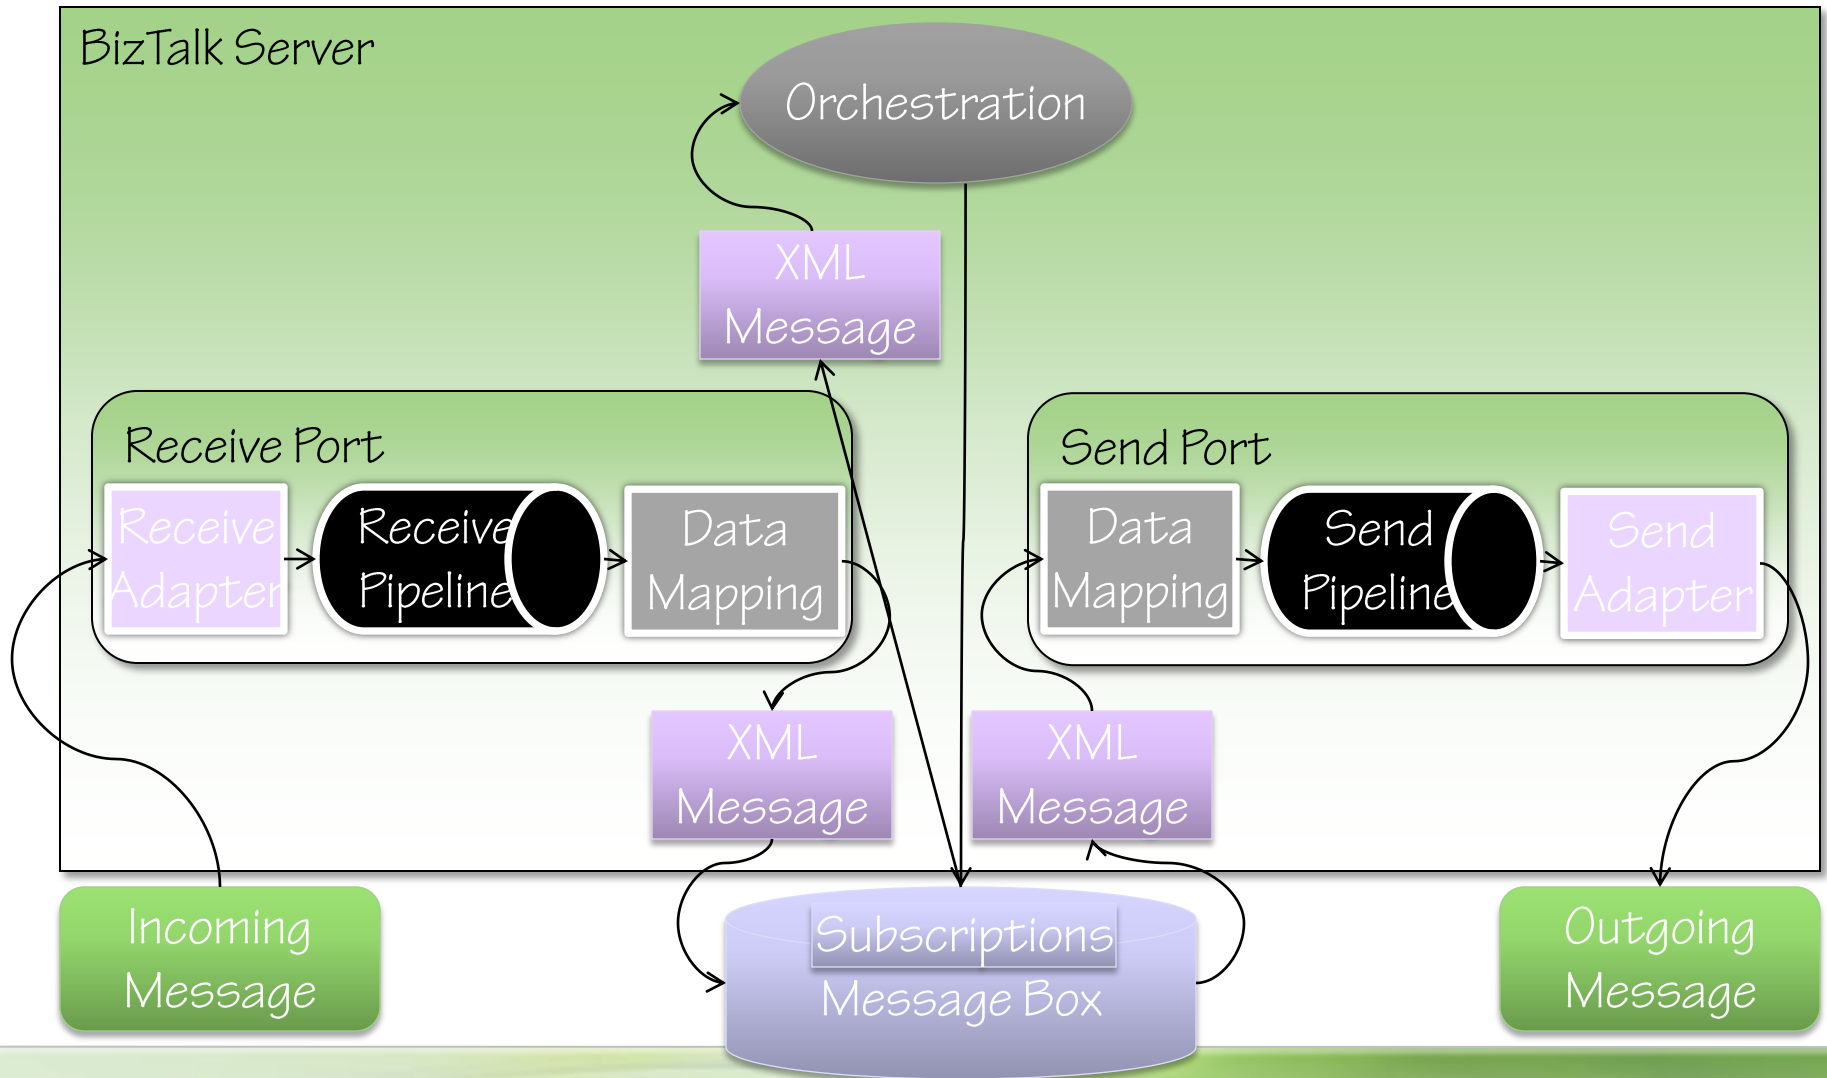 BizTalk Server
Orchestration
XML
Message
Receive Port
Receive
Adapter
Receive
Pipeline
Data
Mapping
Send Port
Data
Mapping
Send
Pipeline
Send
Adapter
XML
Message
XML
Message
Incoming
Message
Subscriptions
Message Box
Outgoing
Message